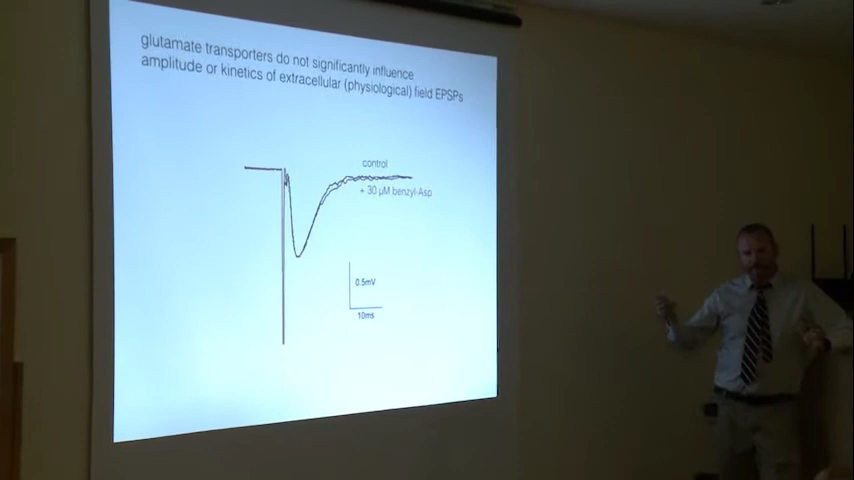 glutamate transporters do not significantly influence
amplitude or kinetics of extracellular (physiological) field EPSPs
control
+ 30 µM benzyl-Asp
0.5mV
10ms